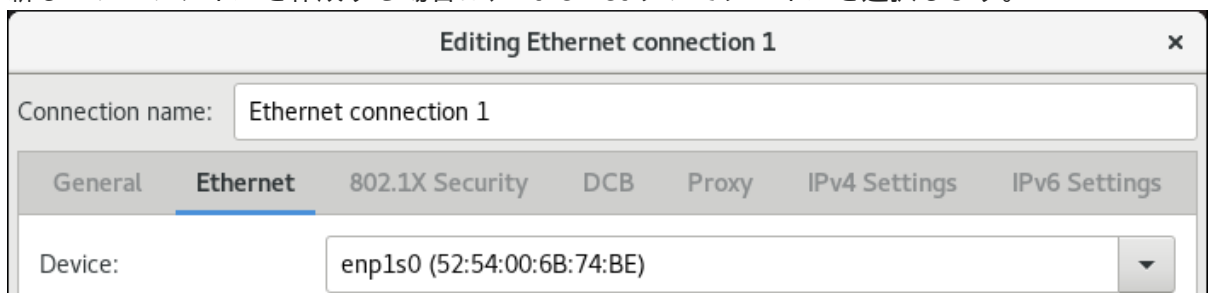 Editing Ethernet connection 1
Connection name: Ethernet connection 1
General Ethernet 802.1X Security DCB Proxy IPv4 Settings IPv6 Settings
Device: enp1s0 (52:54:00:6B:74:BE)